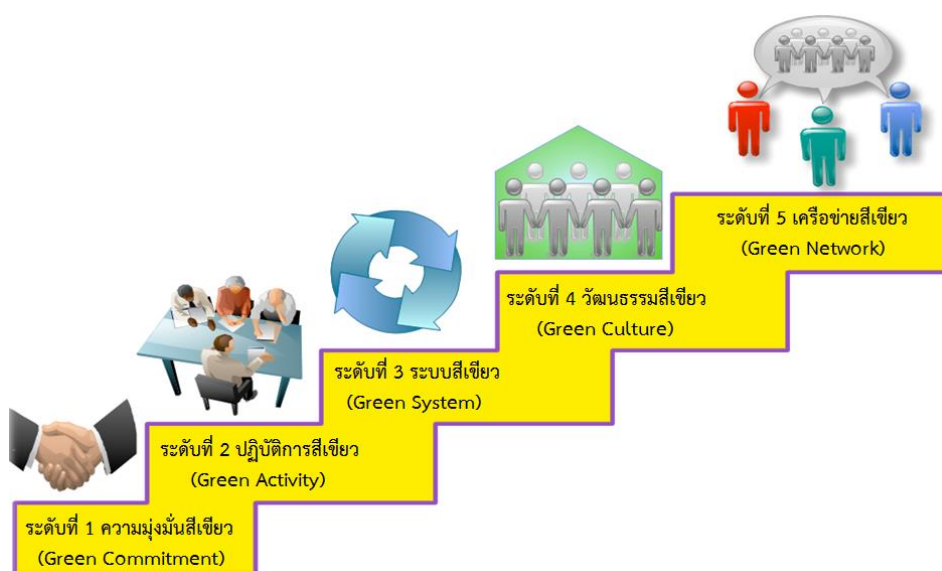 ระดับที่ 5 เครือข่ายสีเขียว
(Green Network)
ระดับที่ 4 วัฒนธรรมสีเขียว
(Green Culture)
ระดับที่ 3 ระบบสีเขียว
(Green System)
ระดับที่ 2 ปฏิบัติการสีเขียว
(Green Activity)
ระดับที่ 1 ความมุ่งมั่นสีเขียว
(Green Commitment)